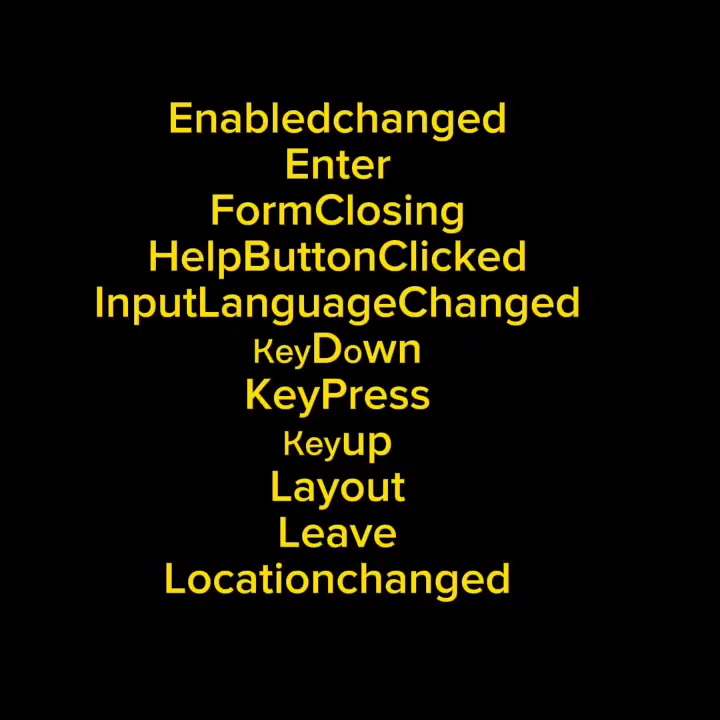 Enabledchanged
Enter
FormClosing
HelpButtonClicked
InputLanguageChanged
KeyDown
KeyPress
Keyup
Layout
Leave
Locationchanged